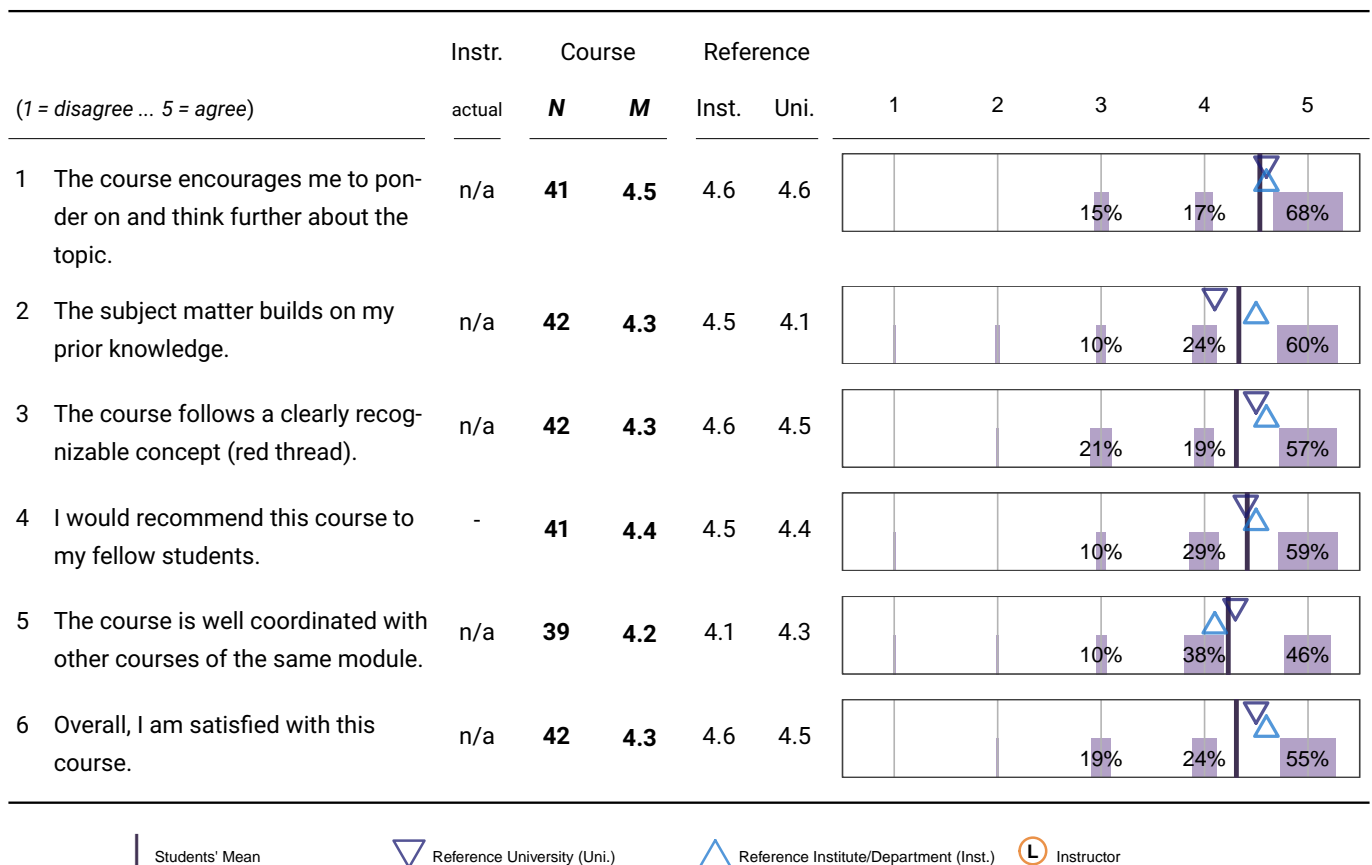 Instr. Course Reference
(1 = disagree ... 5 = agree) actual N M Inst. Uni. 1 2 3 4 5
1 The course encourages me to pon-
der on and think further about the
topic.
n/a 41 4.5 4.6 4.6
15% 17% 68%
2 The subject matter builds on my
prior knowledge.
n/a 42 4.3 4.5 4.1
10% 24% 60%
3 The course follows a clearly recog-
nizable concept (red thread).
n/a 42 4.3 4.6 4.5
21% 19% 57%
4 I would recommend this course to
my fellow students.
- 41 4.4 4.5 4.4
10% 29% 59%
5 The course is well coordinated with
other courses of the same module.
n/a 39 4.2 4.1 4.3
10% 38% 46%
6 Overall, I am satisfied with this
course.
n/a 42 4.3 4.6 4.5
19% 24% 55%
Students' Mean Reference University (Uni.) Reference Institute/Department (Inst.) L Instructor